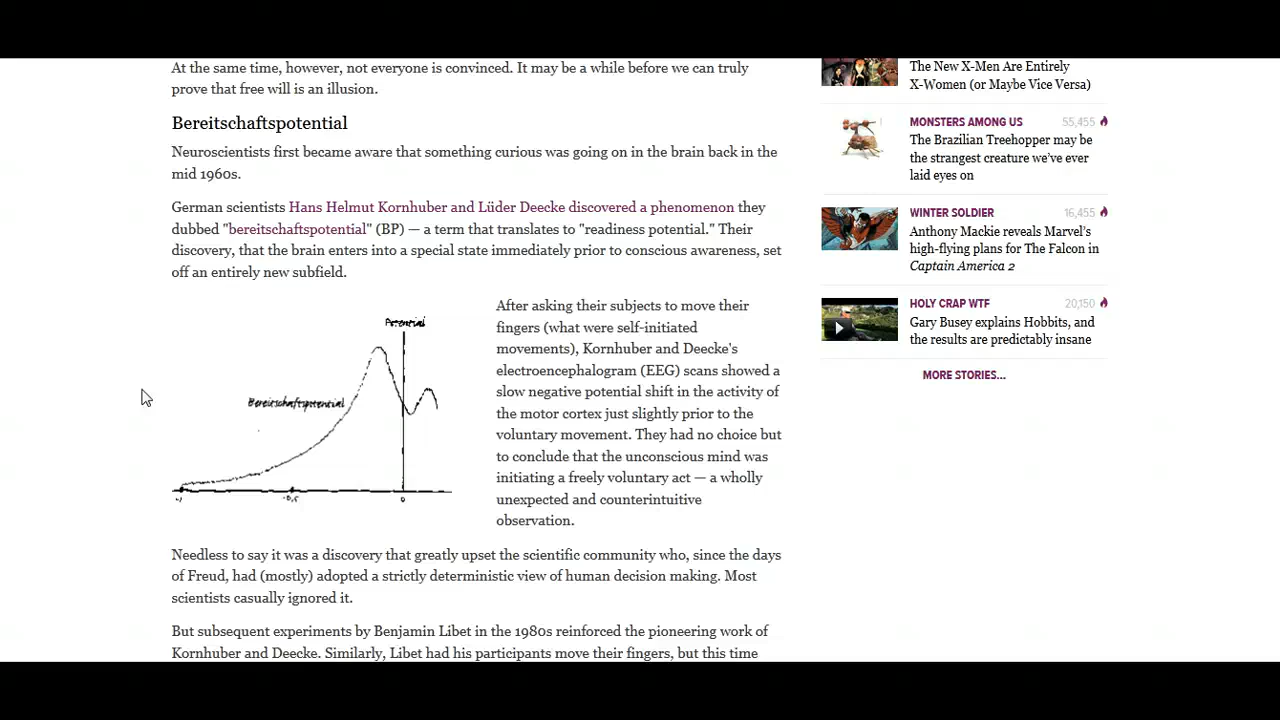 At the same time, however, not everyone is convinced. It may be a while before we can truly
prove that free will is an illusion.
Bereitschaftspotential
Neuroscientists first became aware that something curious was going on in the brain back in the
mid 1960s.
German scientists Hans Helmut Kornhuber and Lüder Deecke discovered a phenomenon they
dubbed "bereitschaftspotential" (BP) — a term that translates to "readiness potential." Their
discovery, that the brain enters into a special state immediately prior to conscious awareness, set
off an entirely new subfield.
Potential
Bereitschaftspotential
-1
-0.5
0
After asking their subjects to move their
fingers (what were self-initiated
movements), Kornhuber and Deecke's
electroencephalogram (EEG) scans showed a
slow negative potential shift in the activity of
the motor cortex just slightly prior to the
voluntary movement. They had no choice but
to conclude that the unconscious mind was
initiating a freely voluntary act — a wholly
unexpected and counterintuitive
observation.
Needless to say it was a discovery that greatly upset the scientific community who, since the days
of Freud, had (mostly) adopted a strictly deterministic view of human decision making. Most
scientists casually ignored it.
But subsequent experiments by Benjamin Libet in the 1980s reinforced the pioneering work of
Kornhuber and Deecke. Similarly, Libet had his participants move their fingers, but this time
The New X-Men Are Entirely
X-Women (or Maybe Vice Versa)
MONSTERS AMONG US 55,455
The Brazilian Treehopper may be
the strangest creature we've ever
laid eyes on
WINTER SOLDIER 16,455
Anthony Mackie reveals Marvel's
high-flying plans for The Falcon in
Captain America 2
HOLY CRAP WTF 20,150
Gary Busey explains Hobbits, and
the results are predictably insane
MORE STORIES...